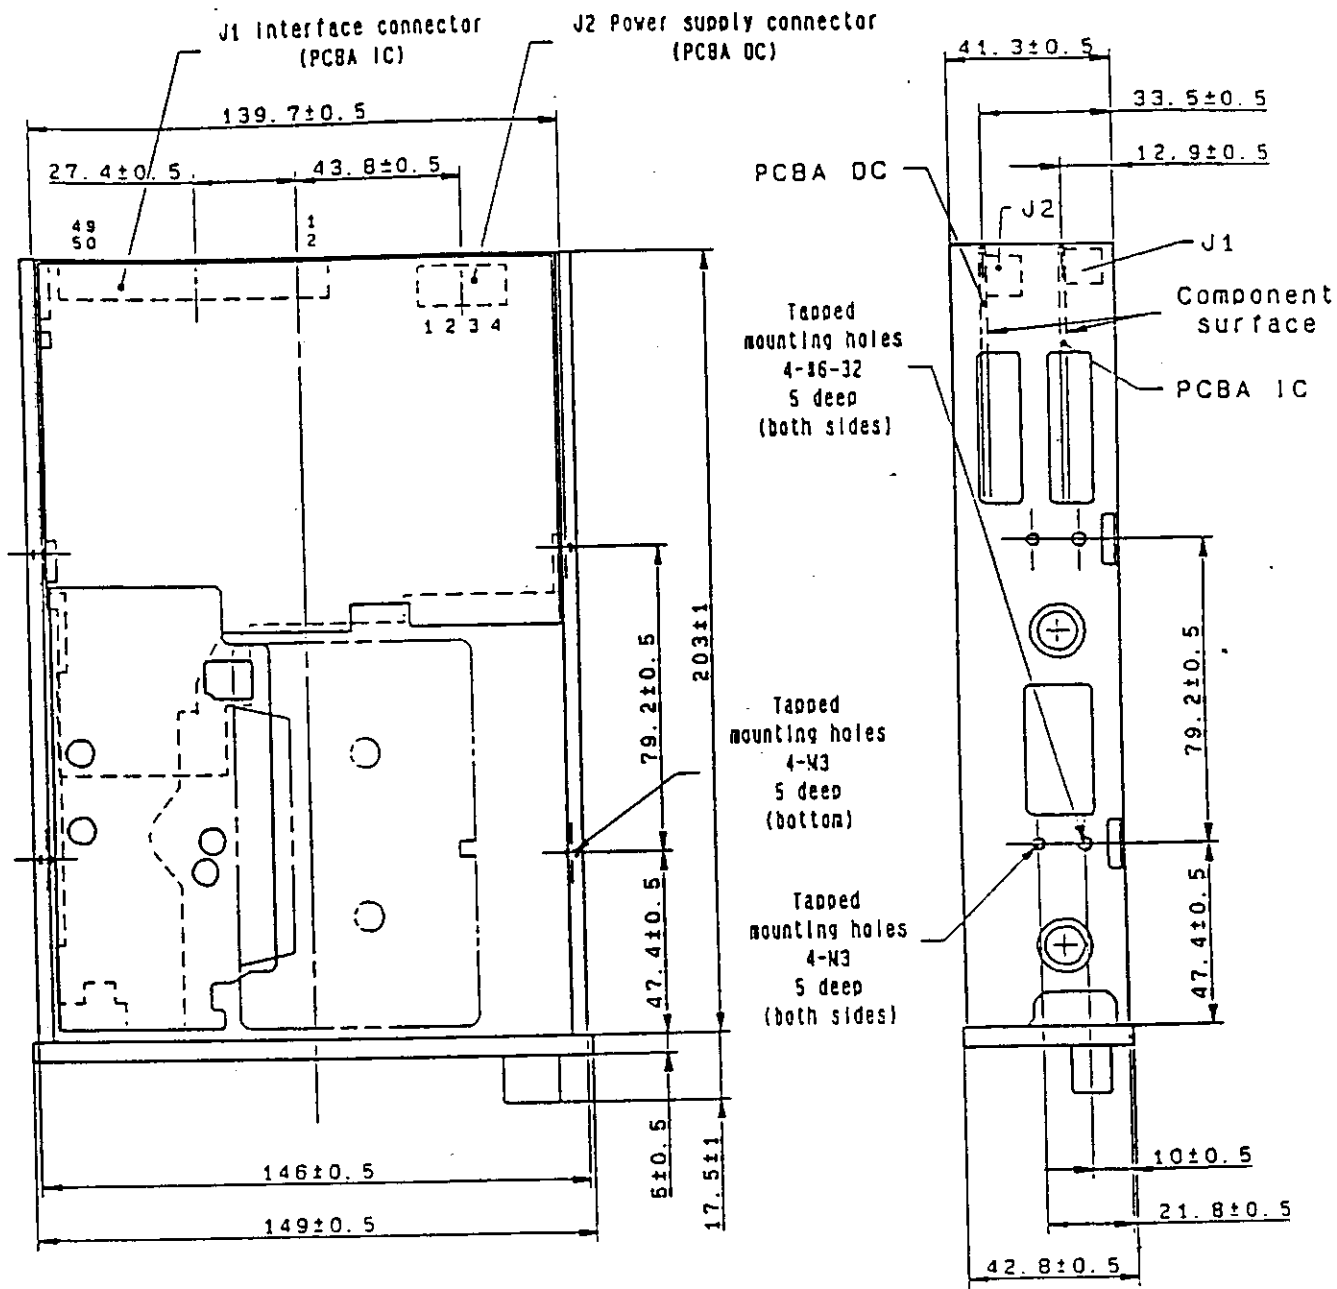 J1 Interface connector
(PCBA IC)
J2 Power supply connector
(PCBA DC)
41.3±0.5
139.7±0.5
33.5±0.5
27.4±0.5
43.8±0.5
12.9±0.5
PCBA DC
J2
49
50
1
2
J1
1 2 3 4
Component
surface
Tapped
mounting holes
4-#6-32
5 deep
(both sides)
PCBA IC
203±1
79.2±0.5
79.2±0.5
Tapped
mounting holes
4-M3
5 deep
(bottom)
47.4±0.5
47.4±0.5
Tapped
mounting holes
4-M3
5 deep
(both sides)
146±0.5
149±0.5
5±0.5
17.5±1
10±0.5
21.8±0.5
42.8±0.5